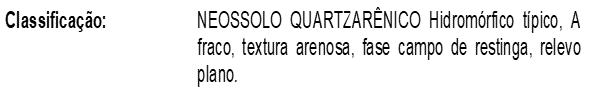 Classificação: NEOSSOLO QUARTZARÊNICO Hidromórfico típico, A
fraco, textura arenosa, fase campo de restinga, relevo
plano.